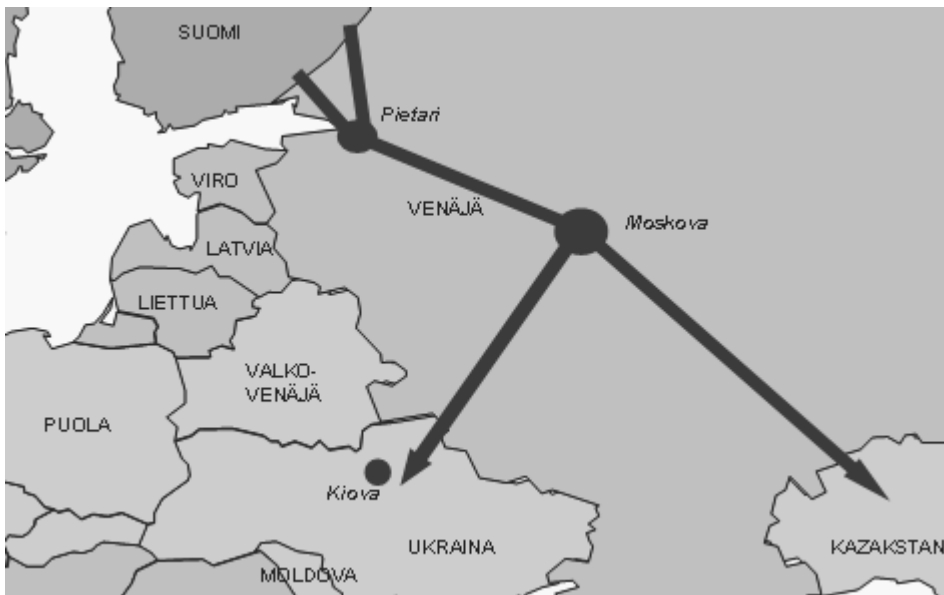 SUOMI
Pietari
VIRO
VENÄJÄ
Moskova
LATVIA
LIETTUA
VALKO-
VENÄJÄ
PUOLA
Kiova
UKRAINA
KAZAKSTAN
MOLDOVA